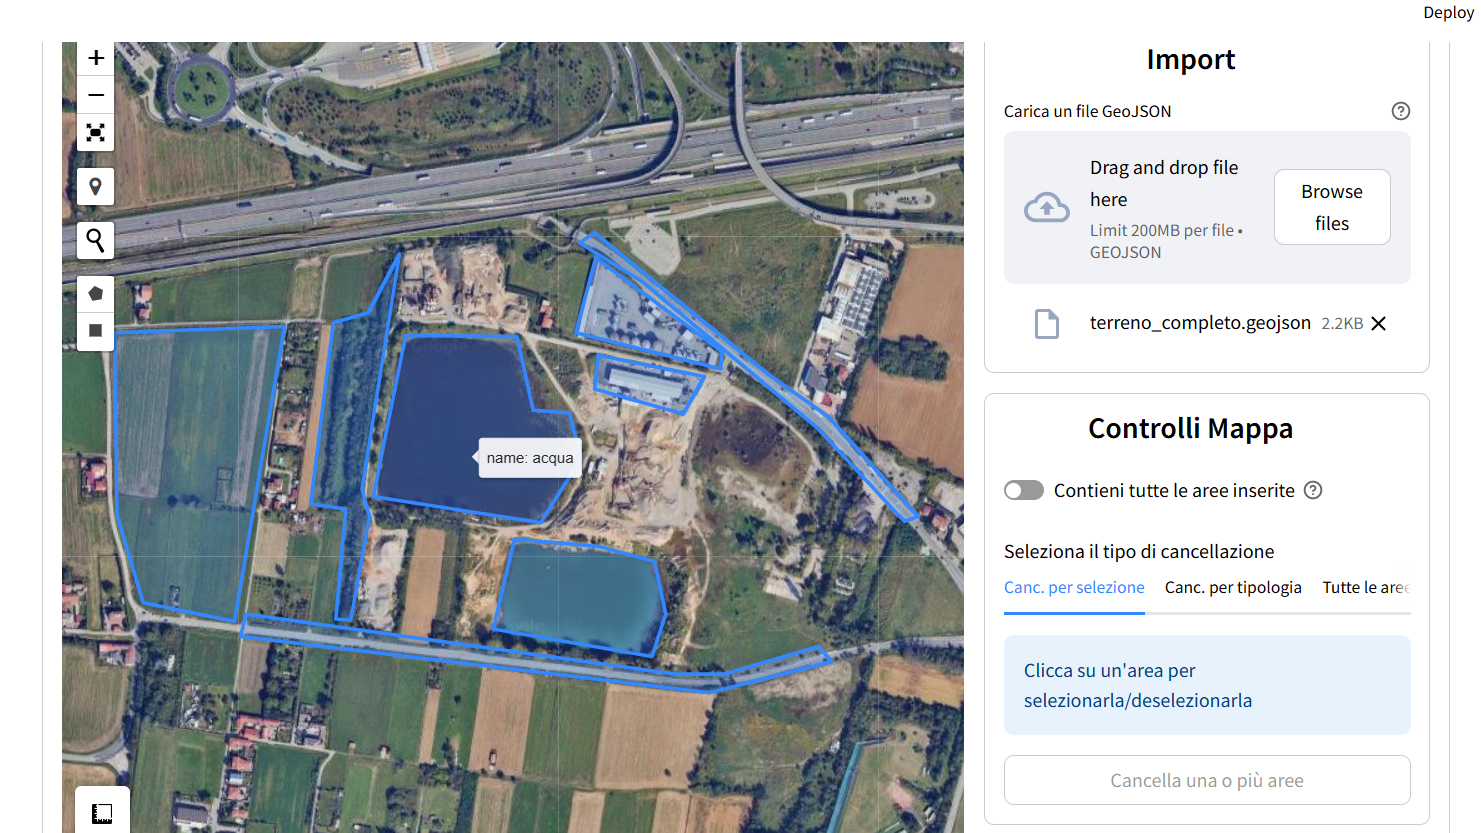 Deploy
+
−
name: acqua
Import
Carica un file GeoJSON
Drag and drop file
here
Limit 200MB per file •
GEOJSON
Browse
files
terreno_completo.geojson 2.2KB
Controlli Mappa
Contieni tutte le aree inserite
Seleziona il tipo di cancellazione
Canc. per selezione Canc. per tipologia Tutte le aree
Clicca su un'area per
selezionarla/deselezionarla
Cancella una o più aree